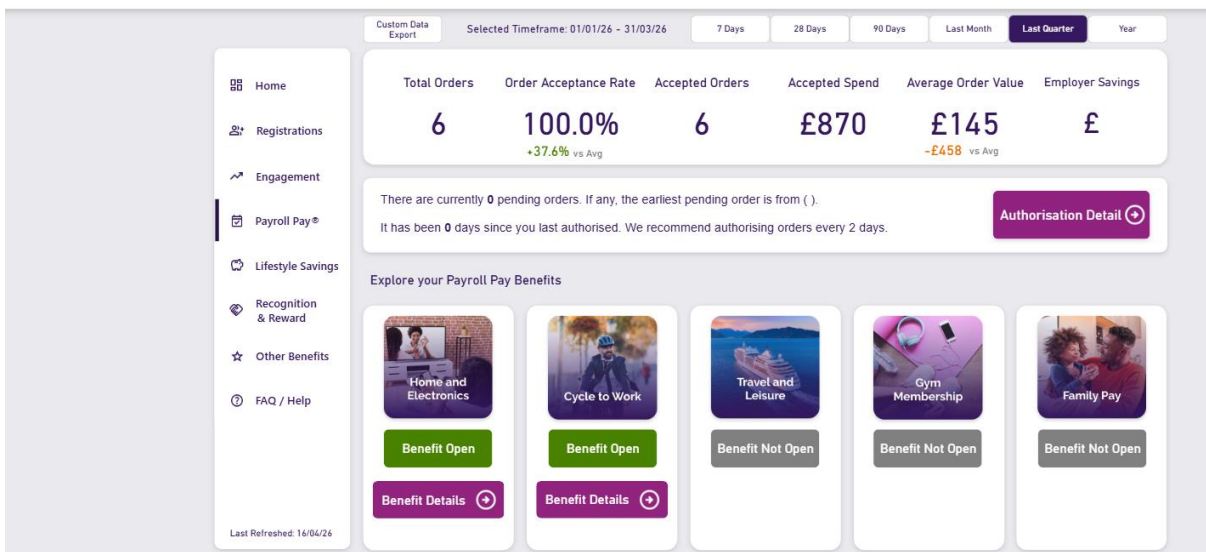 Custom Data
Export
Selected Timeframe: 01/01/26 - 31/03/26
7 Days
28 Days
90 Days
Last Month
Last Quarter
Year
Home
Registrations
Engagement
Payroll Pay®
Lifestyle Savings
Recognition
& Reward
Other Benefits
FAQ / Help
Last Refreshed: 16/04/26
Total Orders
Order Acceptance Rate
Accepted Orders
Accepted Spend
Average Order Value
Employer Savings
6
100.0%
6
£870
£145
£
+37.6% vs Avg
-£458 vs Avg
There are currently 0 pending orders. If any, the earliest pending order is from ( ).
It has been 0 days since you last authorised. We recommend authorising orders every 2 days.
Authorisation Detail
Explore your Payroll Pay Benefits
Home and
Electronics
Benefit Open
Benefit Details
Cycle to Work
Benefit Open
Benefit Details
Travel and
Leisure
Benefit Not Open
Gym
Membership
Benefit Not Open
Family Pay
Benefit Not Open